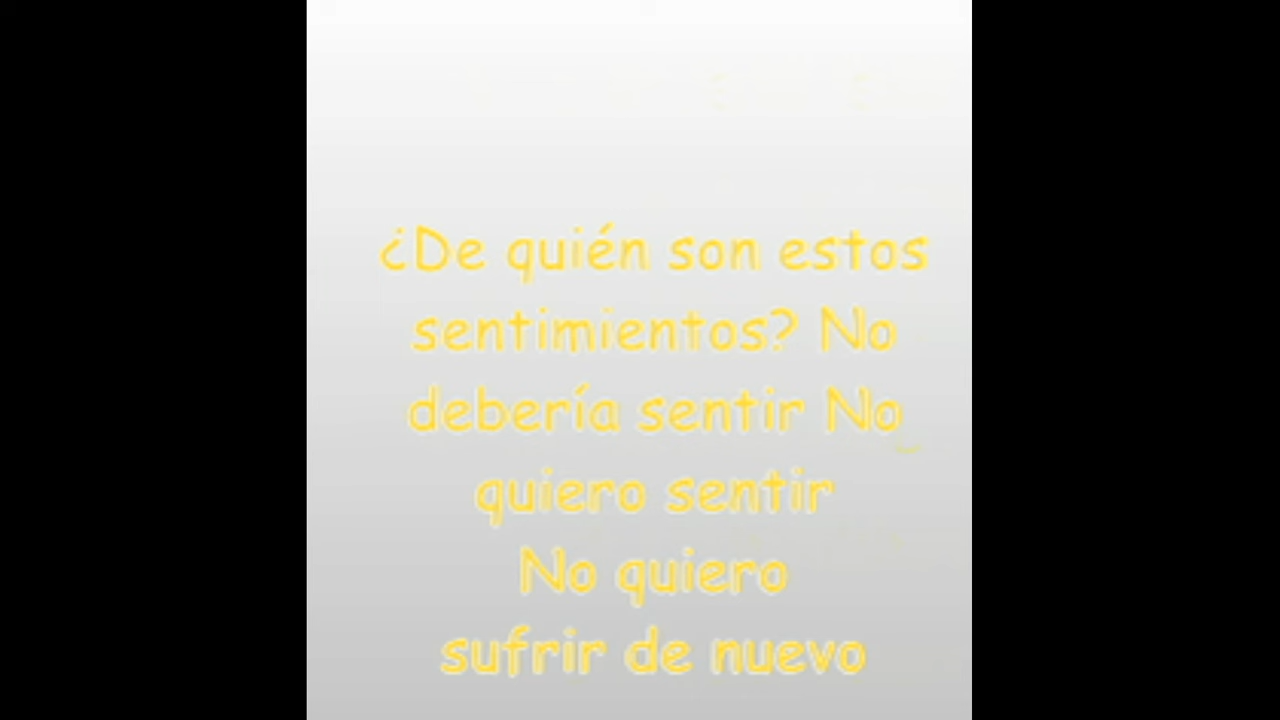 ¿De quién son estos
sentimientos? No
debería sentir No
quiero sentir
No quiero
sufrir de nuevo